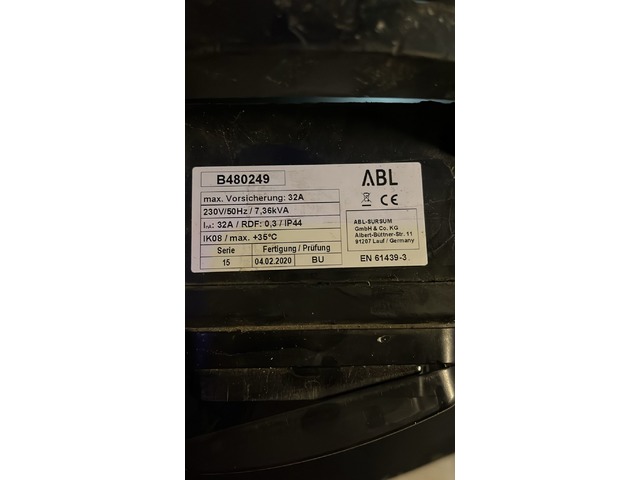 B480249
max. Vorsicherung: 32A
230V/50Hz / 7,36kVA
InA: 32A / RDF: 0,3 / IP44
IK08 / max. +35°C
Serie Fertigung / Prüfung
15 04.02.2020 BU
ABL
CE
ABL-SURSUM
GmbH & Co. KG
Albert-Büttner-Str. 11
91207 Lauf / Germany
EN 61439-3